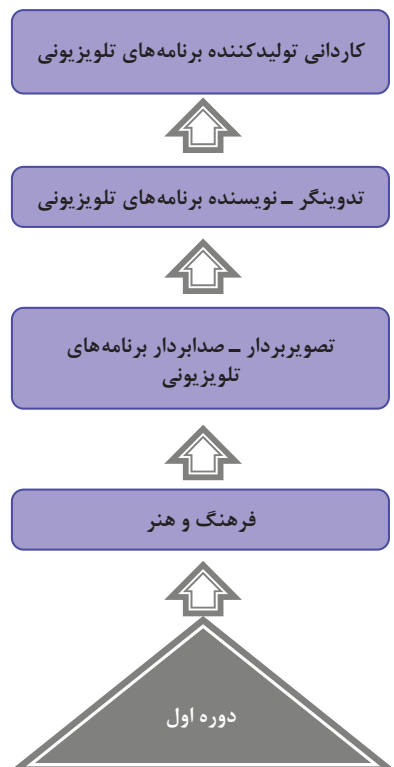 کاردانی تولیدکننده برنامه‌های تلویزیونی
تدوینگر ـ نویسنده برنامه‌های تلویزیونی
تصویربردار ـ صدابردار برنامه‌های
تلویزیونی
فرهنگ و هنر
دوره اول